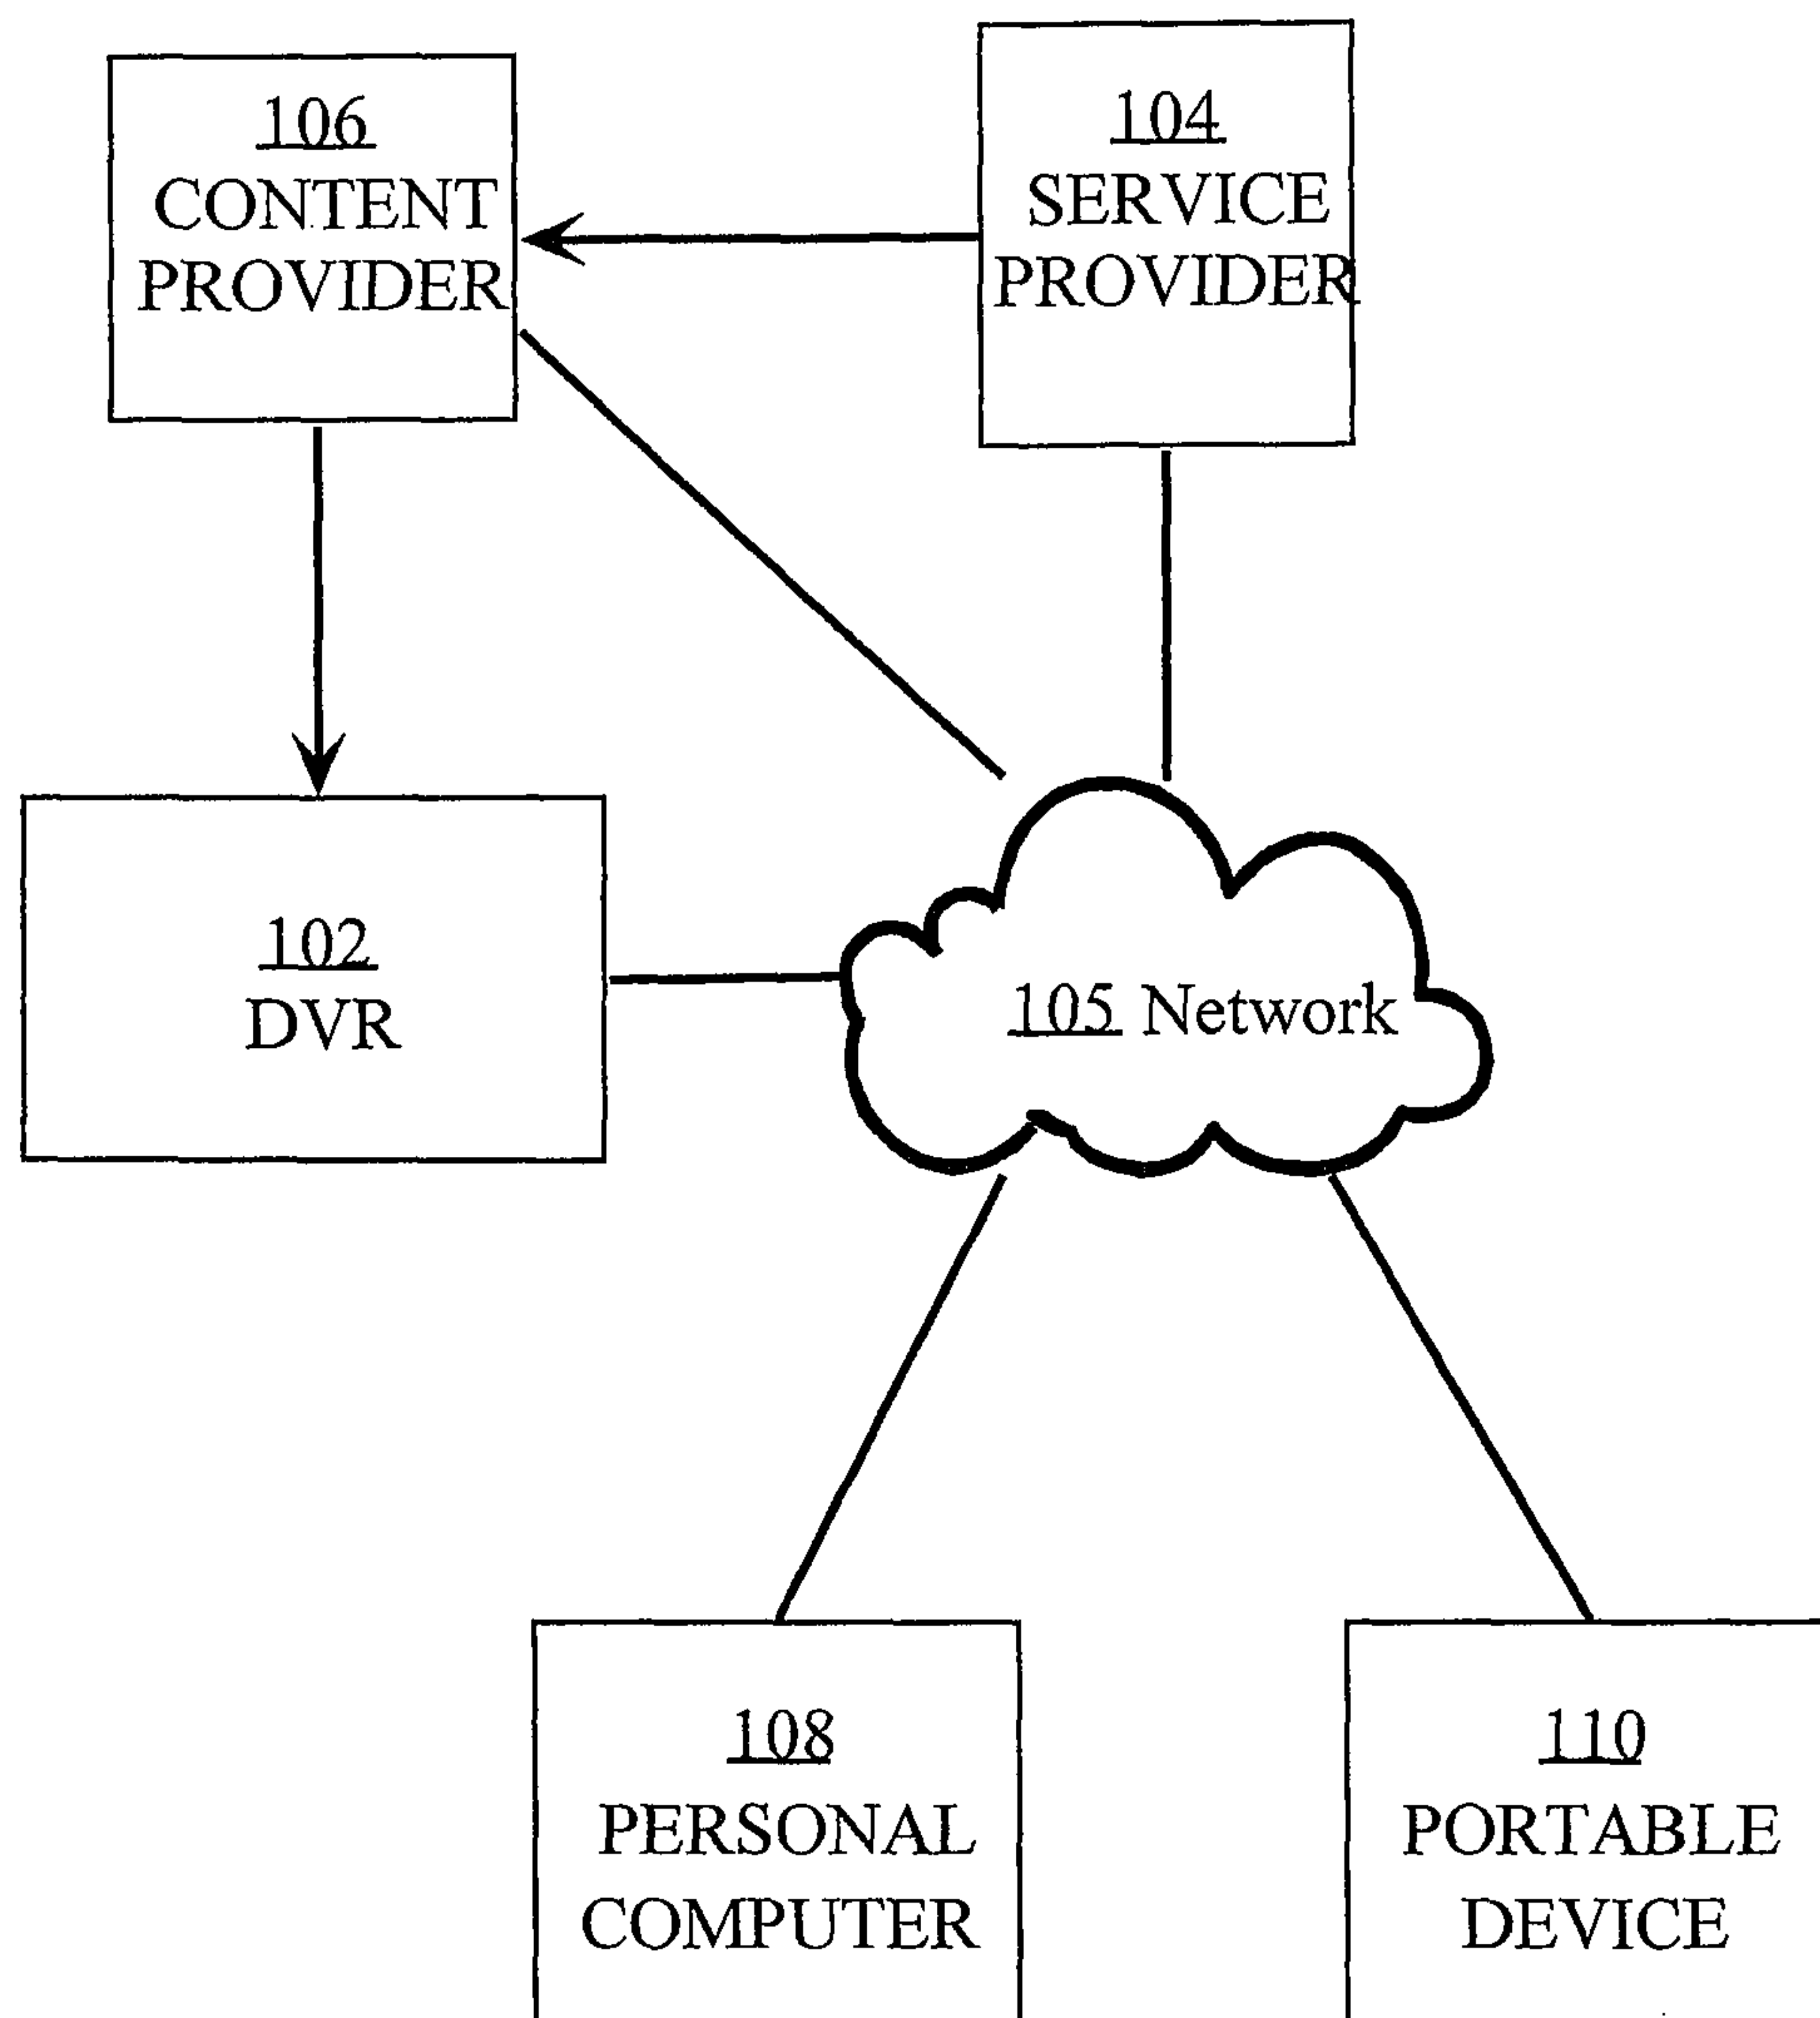 106
CONTENT
PROVIDER
104
SERVICE
PROVIDER
102
DVR
105 Network
108
PERSONAL
COMPUTER
110
PORTABLE
DEVICE